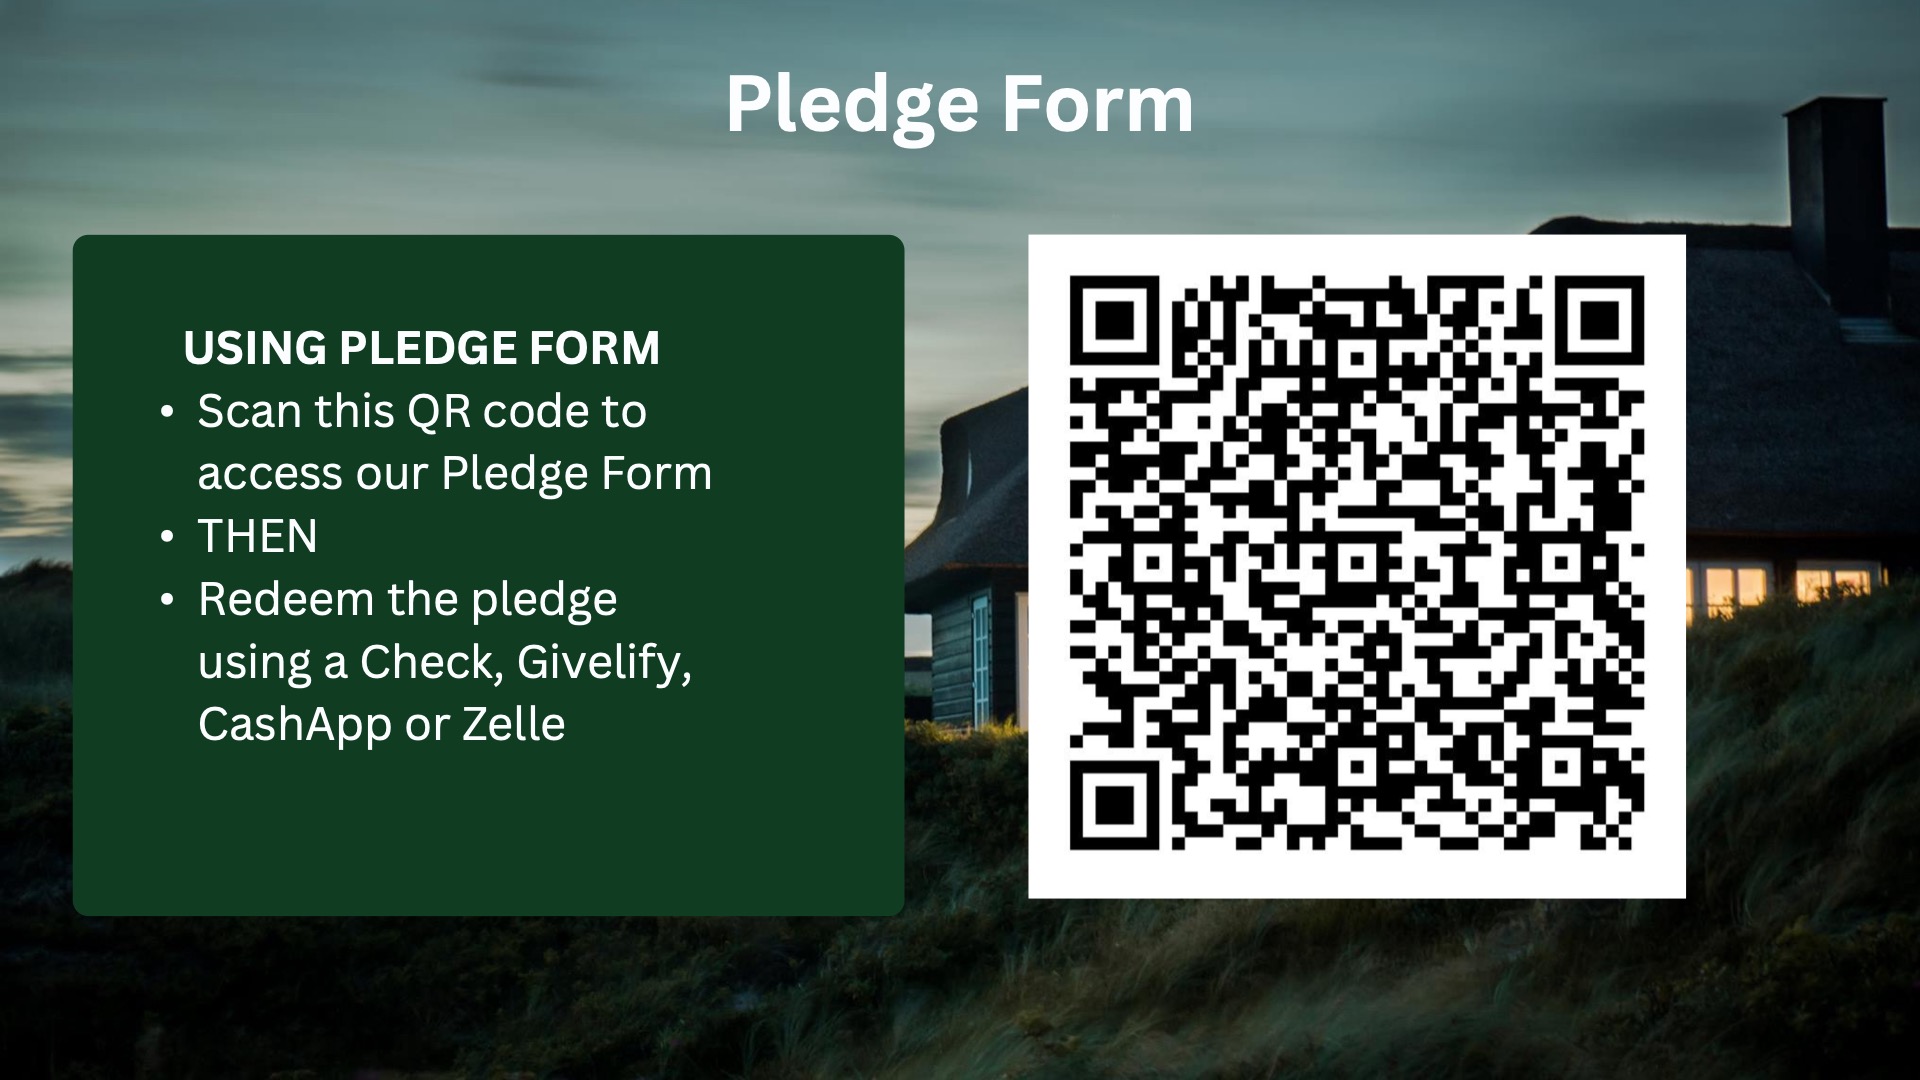 Pledge Form
USING PLEDGE FORM
• Scan this QR code to
access our Pledge Form
• THEN
• Redeem the pledge
using a Check, Givelify,
CashApp or Zelle